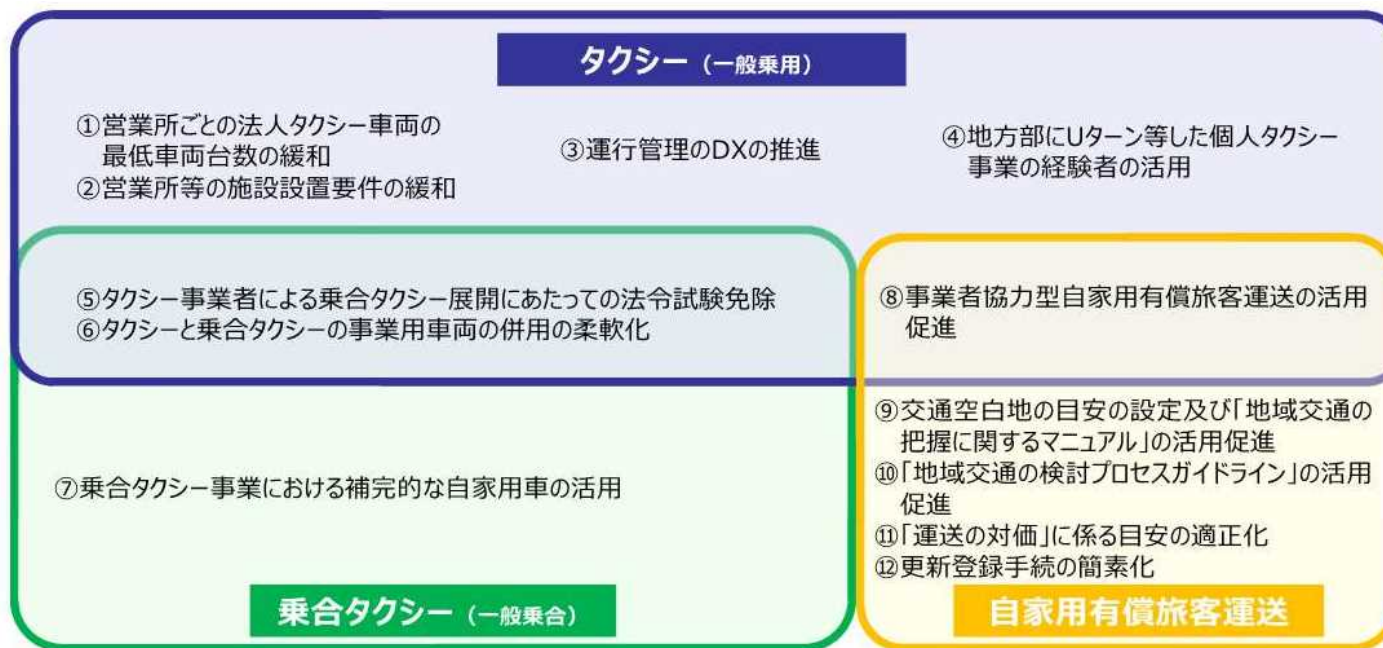 タクシー（一般乗用）
①営業所ごとの法人タクシー車両の
最低車両台数の緩和
②営業所等の施設設置要件の緩和
③運行管理のDXの推進
④地方部にUターン等した個人タクシー
事業の経験者の活用
⑤タクシー事業者による乗合タクシー展開にあたっての法令試験免除
⑥タクシーと乗合タクシーの事業用車両の併用の柔軟化
⑧事業者協力型自家用有償旅客運送の活用
促進
⑦乗合タクシー事業における補完的な自家用車の活用
⑨交通空白地の目安の設定及び「地域交通の
把握に関するマニュアル」の活用促進
⑩「地域交通の検討プロセスガイドライン」の活用
促進
⑪「運送の対価」に係る目安の適正化
⑫更新登録手続の簡素化
乗合タクシー（一般乗合）
自家用有償旅客運送